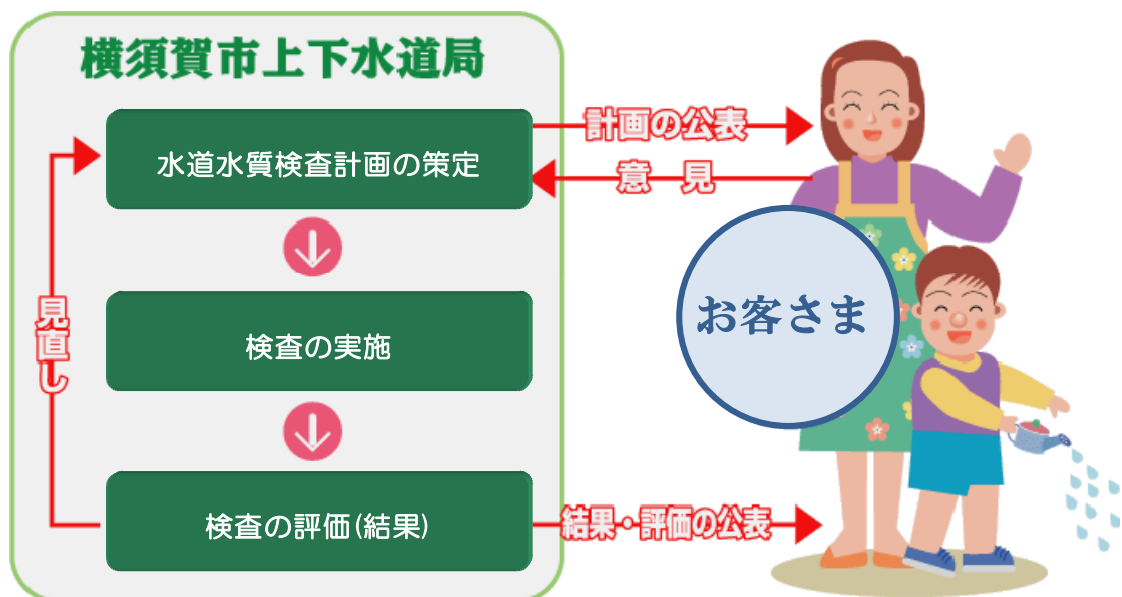 横須賀市上下水道局
水道水質検査計画の策定
計画の公表
意 見
検査の実施
見直し
お客さま
検査の評価(結果)
結果・評価の公表